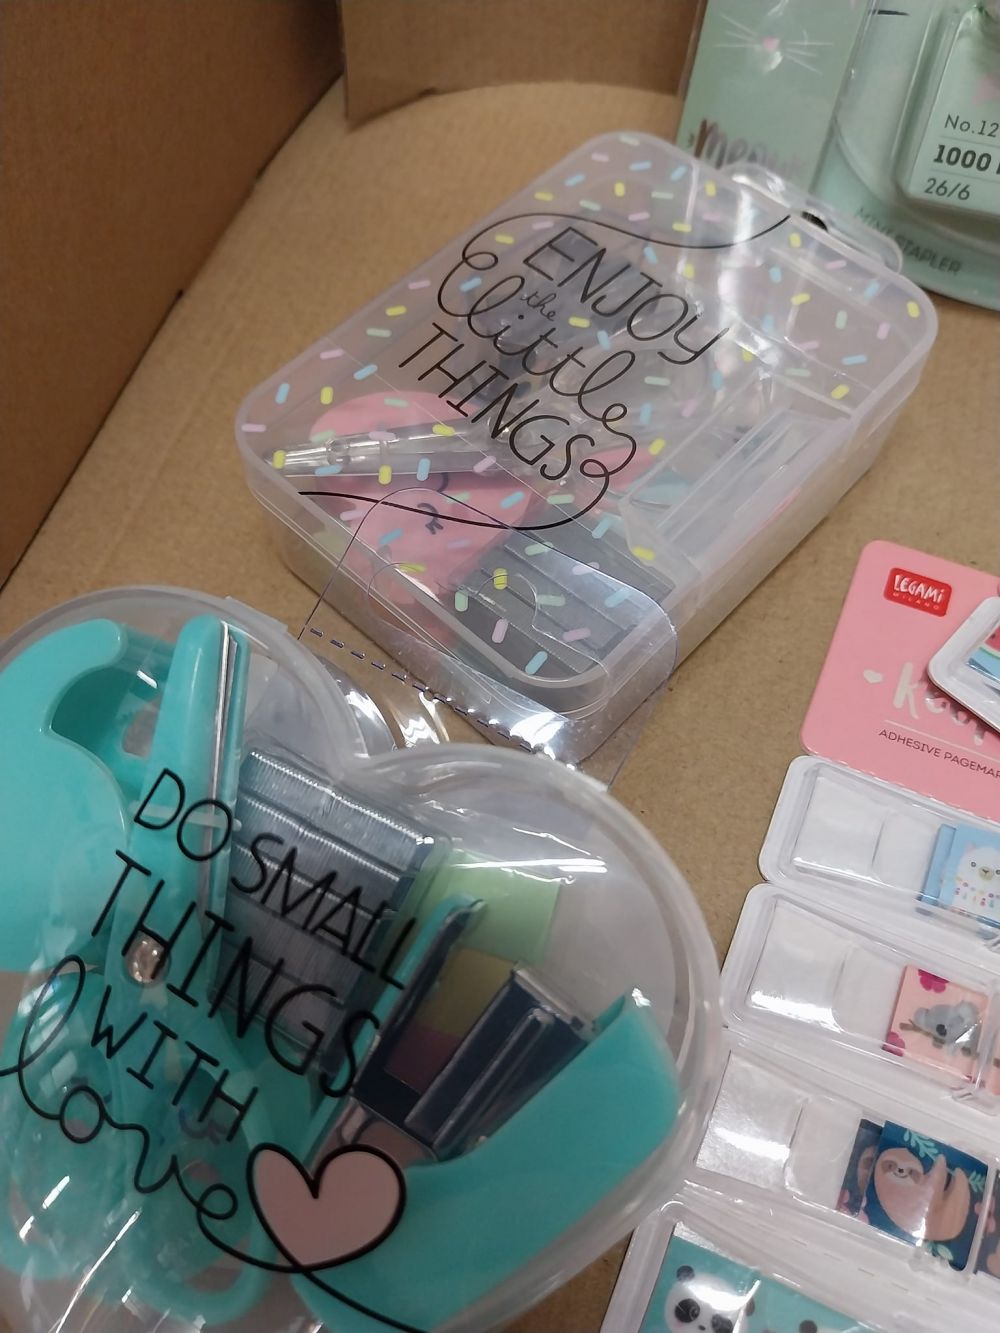 meow
No.12
1000
26/6
MINI STAPLER
ENJOY
the
little
THINGS
LEGAMI
MILANO
ADHESIVE PAGEMAR
DO SMALL
THINGS
WITH
love